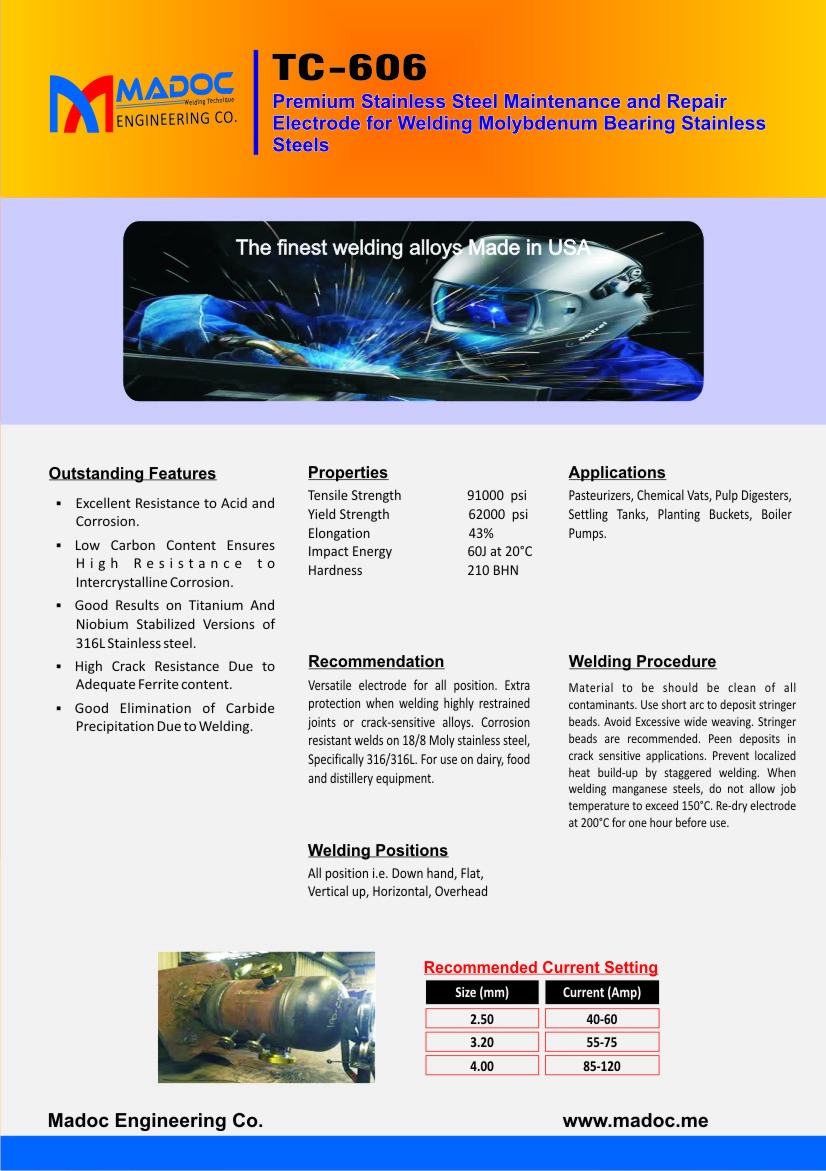 MADOC
Welding Technique
ENGINEERING CO.
TC-606
Premium Stainless Steel Maintenance and Repair
Electrode for Welding Molybdenum Bearing Stainless
Steels
The finest welding alloys Made in USA
optrel
Outstanding Features
▪ Excellent Resistance to Acid and
Corrosion.
▪ Low Carbon Content Ensures
High Resistance to
Intercrystalline Corrosion.
▪ Good Results on Titanium And
Niobium Stabilized Versions of
316L Stainless steel.
▪ High Crack Resistance Due to
Adequate Ferrite content.
▪ Good Elimination of Carbide
Precipitation Due to Welding.
Properties
Tensile Strength 91000 psi
Yield Strength 62000 psi
Elongation 43%
Impact Energy 60J at 20°C
Hardness 210 BHN
Applications
Pasteurizers, Chemical Vats, Pulp Digesters,
Settling Tanks, Planting Buckets, Boiler
Pumps.
Recommendation
Versatile electrode for all position. Extra
protection when welding highly restrained
joints or crack-sensitive alloys. Corrosion
resistant welds on 18/8 Moly stainless steel,
Specifically 316/316L. For use on dairy, food
and distillery equipment.
Welding Procedure
Material to be should be clean of all
contaminants. Use short arc to deposit stringer
beads. Avoid Excessive wide weaving. Stringer
beads are recommended. Peen deposits in
crack sensitive applications. Prevent localized
heat build-up by staggered welding. When
welding manganese steels, do not allow job
temperature to exceed 150°C. Re-dry electrode
at 200°C for one hour before use.
Welding Positions
All position i.e. Down hand, Flat,
Vertical up, Horizontal, Overhead
Recommended Current Setting
Size (mm) Current (Amp)
2.50 40-60
3.20 55-75
4.00 85-120
Madoc Engineering Co. www.madoc.me